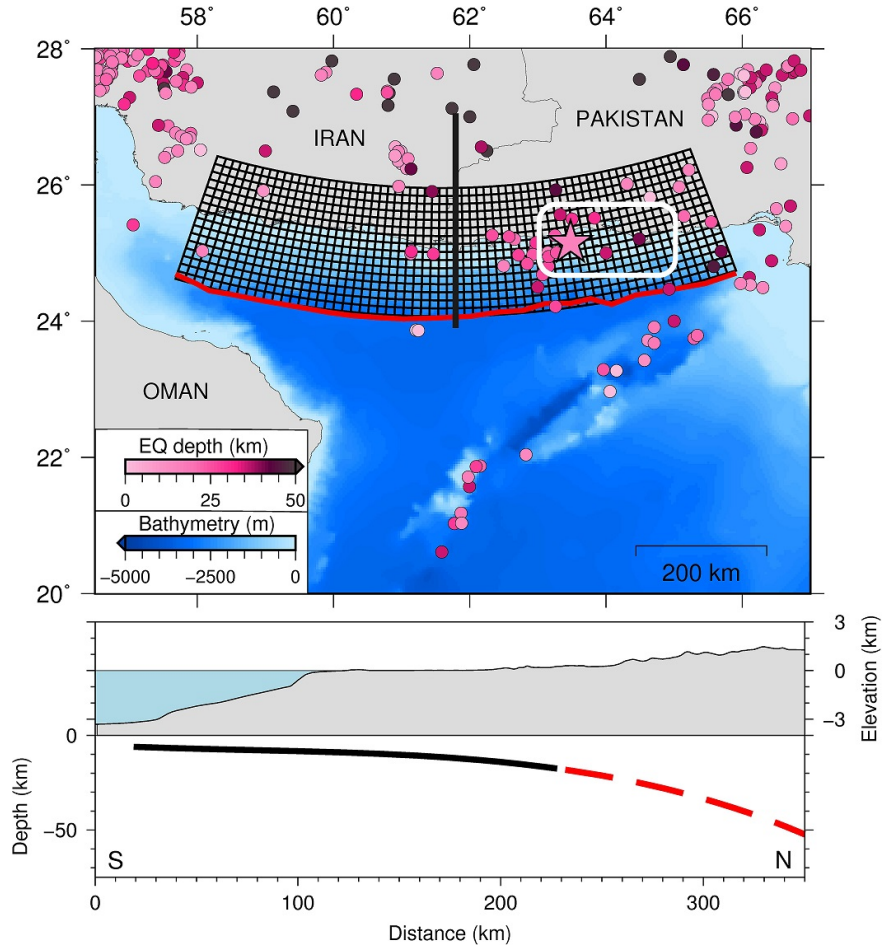 58˚ 60˚ 62˚ 64˚ 66˚
28˚
PAKISTAN
IRAN
26˚
24˚
OMAN
EQ depth (km)
22˚
0 25 50
Bathymetry (m)
−5000 −2500 0
200 km
20˚
3
0
−3
Elevation (km)
0
−50
Depth (km)
S N
0 100 200 300
Distance (km)